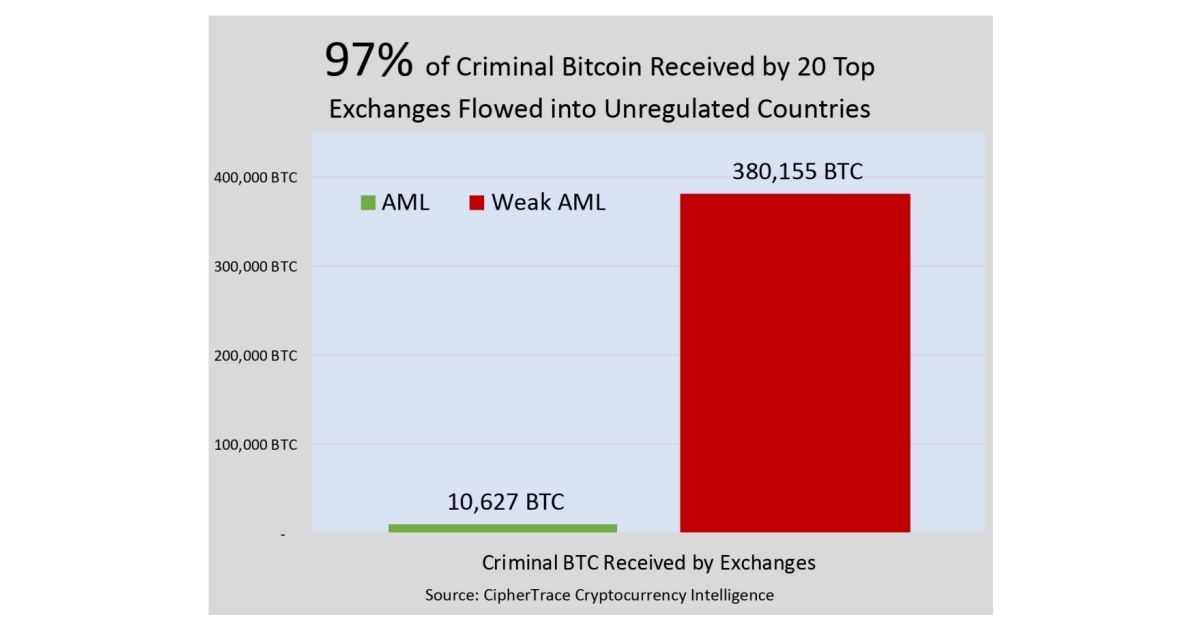 97% of Criminal Bitcoin Received by 20 Top
Exchanges Flowed into Unregulated Countries
400,000 BTC
300,000 BTC
200,000 BTC
100,000 BTC
-
AML
Weak AML
10,627 BTC
380,155 BTC
Criminal BTC Received by Exchanges
Source: CipherTrace Cryptocurrency Intelligence